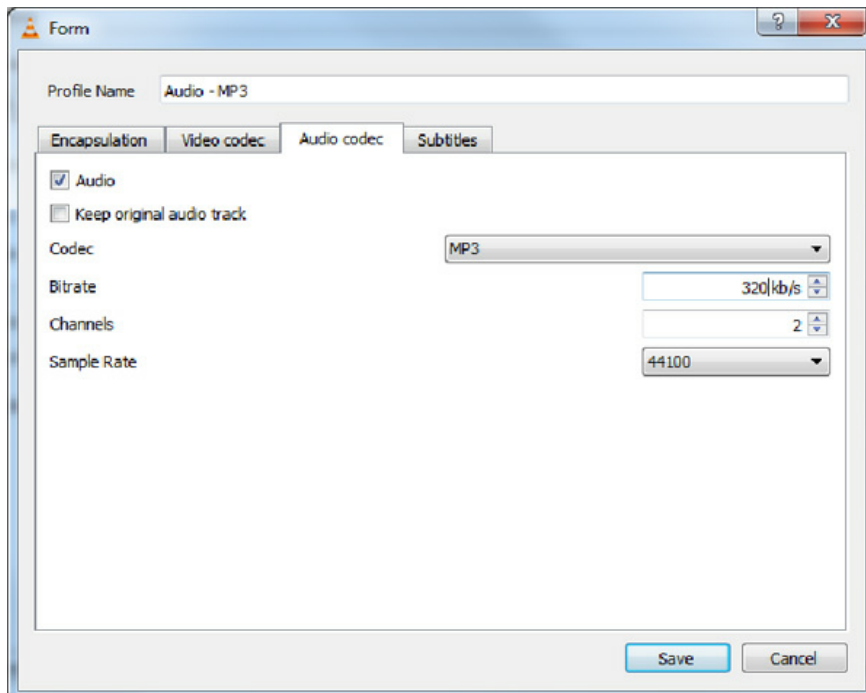 Form
Profile Name Audio - MP3
Encapsulation Video codec Audio codec Subtitles
Audio
Keep original audio track
Codec MP3
Bitrate 320 kb/s
Channels 2
Sample Rate 44100
Save Cancel